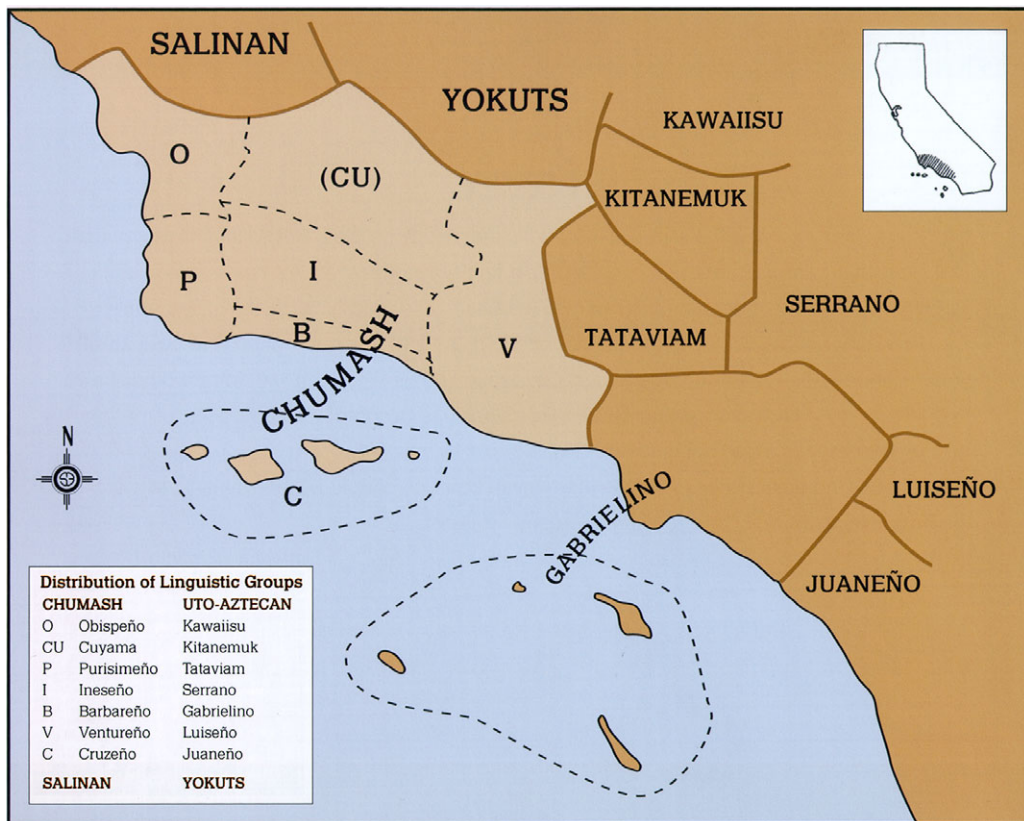 SALINAN
YOKUTS
KAWAIISU
O
(CU)
KITANEMUK
P
I
SERRANO
B
CHUMASH
V
TATAVIAM
N
C
GABRIELINO
LUISEÑO
JUANEÑO
Distribution of Linguistic Groups
CHUMASH UTO-AZTECAN
O Obispeño Kawaiisu
CU Cuyama Kitanemuk
P Purisimeño Tataviam
I Ineseño Serrano
B Barbareño Gabrielino
V Ventureño Luiseño
C Cruzeño Juaneño
SALINAN YOKUTS